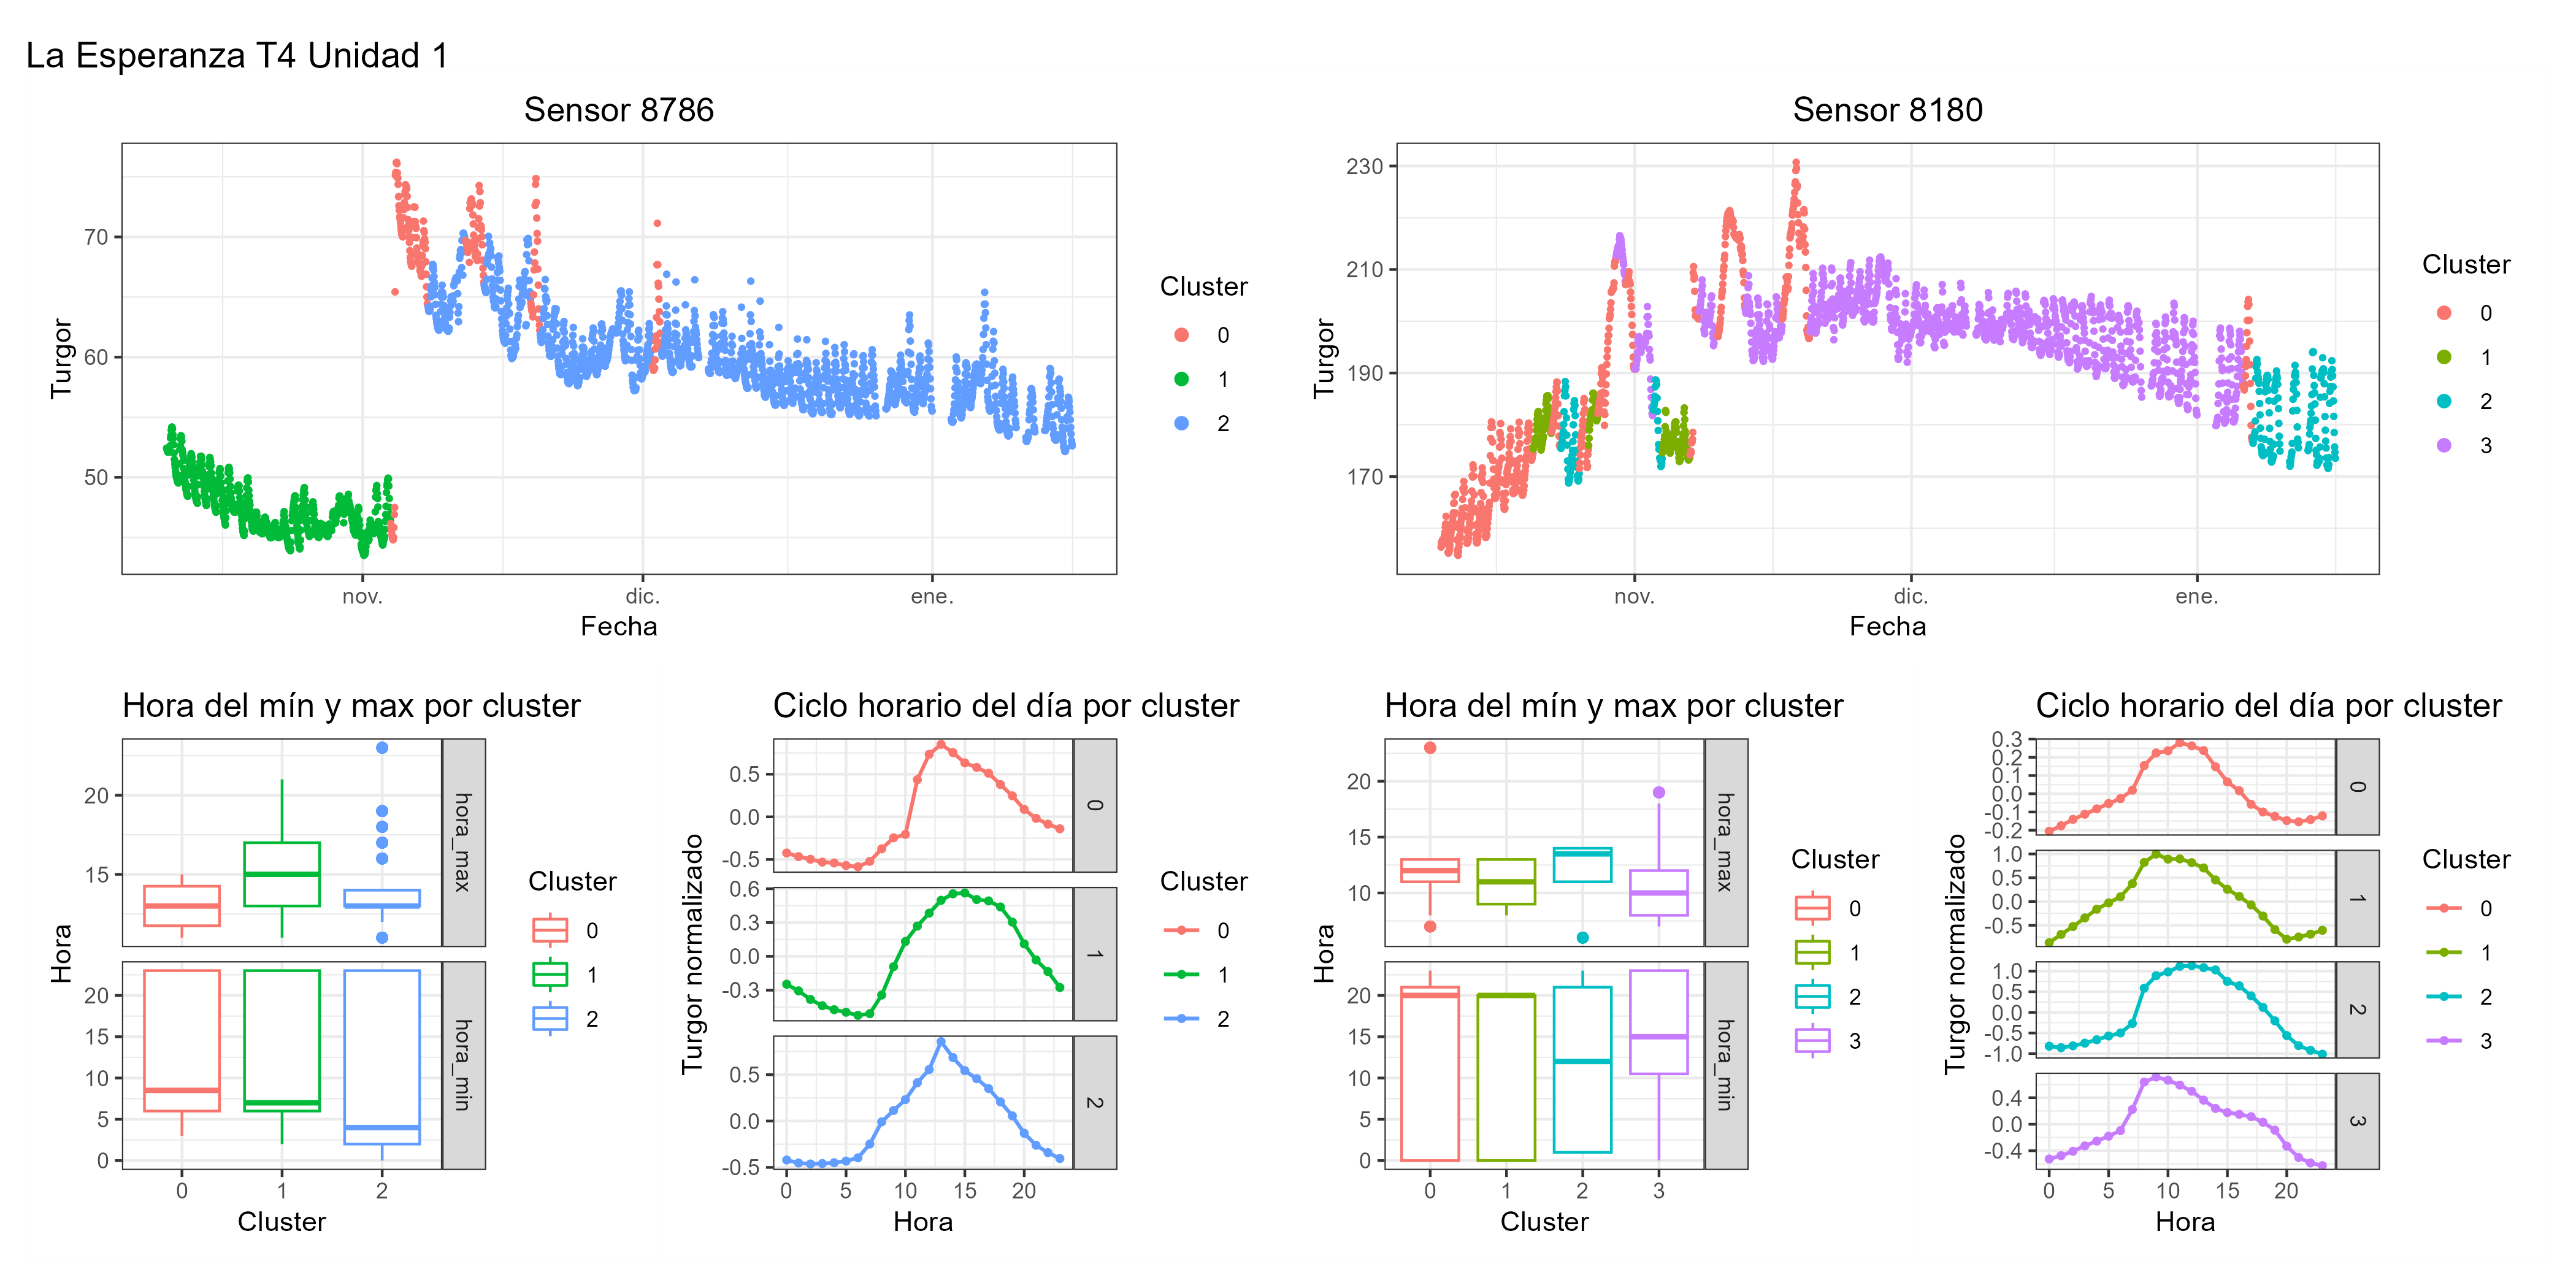 La Esperanza T4 Unidad 1
Sensor 8786
Turgor
70
60
50
nov.
dic.
ene.
Fecha
Cluster
0
1
2
Sensor 8180
Turgor
230
210
190
170
nov.
dic.
ene.
Fecha
Cluster
0
1
2
3
Hora del mín y max por cluster
Hora
20
15
hora_max
20
15
10
5
0
hora_min
0
1
2
Cluster
Cluster
0
1
2
Ciclo horario del día por cluster
Turgor normalizado
0.5
0.0
-0.5
0
0.6
0.3
0.0
-0.3
1
0.5
0.0
-0.5
2
0
5
10
15
20
Hora
Cluster
0
1
2
Hora del mín y max por cluster
Hora
20
15
10
hora_max
20
15
10
5
0
hora_min
0
1
2
3
Cluster
Cluster
0
1
2
3
Ciclo horario del día por cluster
Turgor normalizado
0.3
0.2
0.1
0.0
-0.1
-0.2
0
1.0
0.5
0.0
-0.5
1
1.0
0.5
0.0
-0.5
-1.0
2
0.4
0.0
-0.4
3
0
5
10
15
20
Hora
Cluster
0
1
2
3